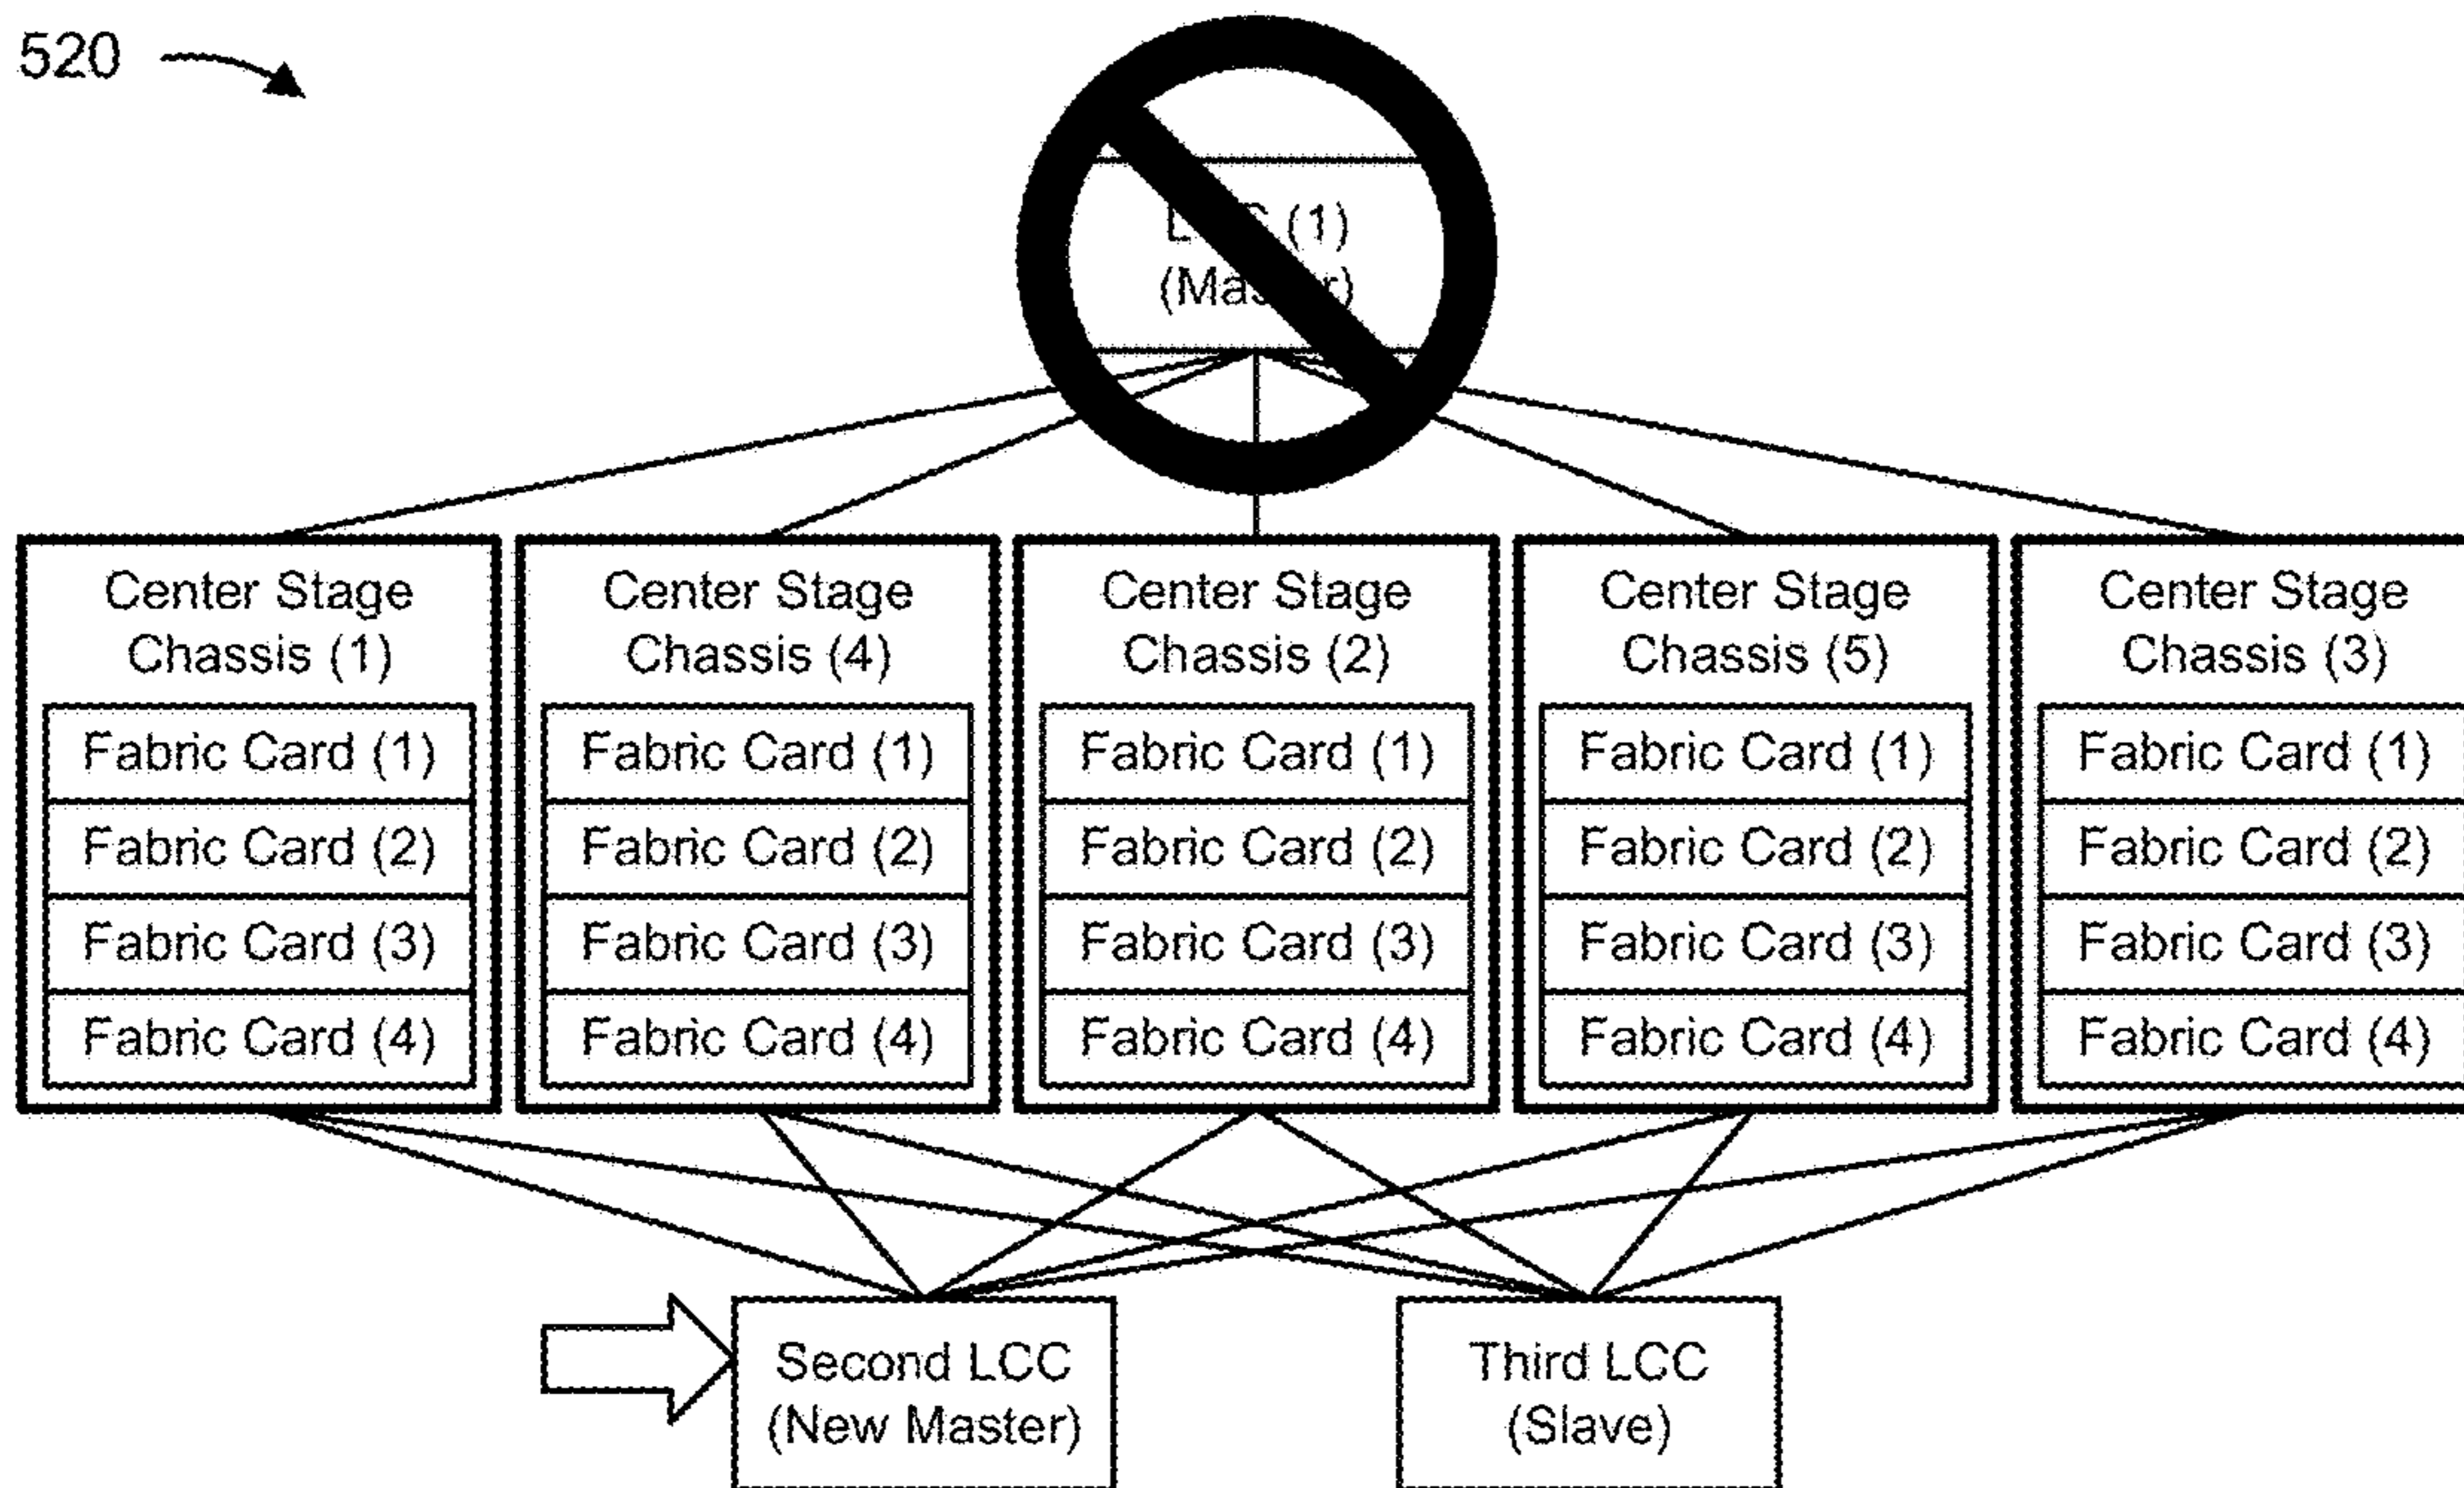 520
LCC (1)
(Master)
Center Stage
Chassis (1)
Fabric Card (1)
Fabric Card (2)
Fabric Card (3)
Fabric Card (4)
Center Stage
Chassis (4)
Fabric Card (1)
Fabric Card (2)
Fabric Card (3)
Fabric Card (4)
Center Stage
Chassis (2)
Fabric Card (1)
Fabric Card (2)
Fabric Card (3)
Fabric Card (4)
Center Stage
Chassis (5)
Fabric Card (1)
Fabric Card (2)
Fabric Card (3)
Fabric Card (4)
Center Stage
Chassis (3)
Fabric Card (1)
Fabric Card (2)
Fabric Card (3)
Fabric Card (4)
Second LCC
(New Master)
Third LCC
(Slave)